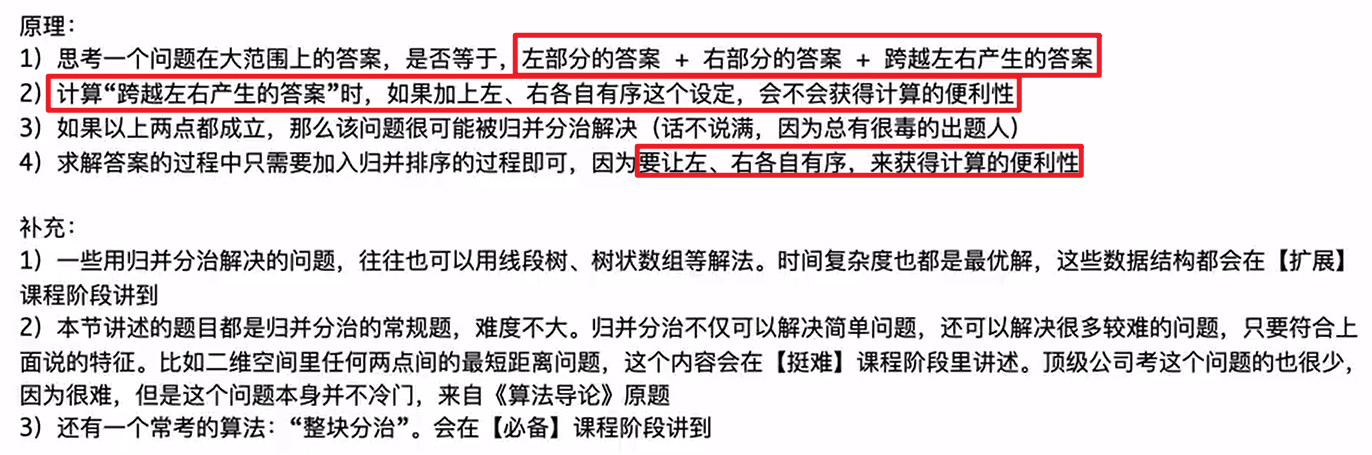 原理：
1）思考一个问题在大范围上的答案，是否等于，左部分的答案 + 右部分的答案 + 跨越左右产生的答案
2）计算“跨越左右产生的答案”时，如果加上左、右各自有序这个设定，会不会获得计算的便利性
3）如果以上两点都成立，那么该问题很可能被归并分治解决（话不说满，因为总有很毒的出题人）
4）求解答案的过程中只需要加入归并排序的过程即可，因为要让左、右各自有序，来获得计算的便利性
补充：
1）一些用归并分治解决的问题，往往也可以用线段树、树状数组等解法。时间复杂度也都是最优解，这些数据结构都会在【扩展】
课程阶段讲到
2）本节讲述的题目都是归并分治的常规题，难度不大。归并分治不仅可以解决简单问题，还可以解决很多较难的问题，只要符合上
面说的特征。比如二维空间里任何两点间的最短距离问题，这个内容会在【挺难】课程阶段里讲述。顶级公司考这个问题的也很少，
因为很难，但是这个问题本身并不冷门，来自《算法导论》原题
3）还有一个常考的算法：“整块分治”。会在【必备】课程阶段讲到